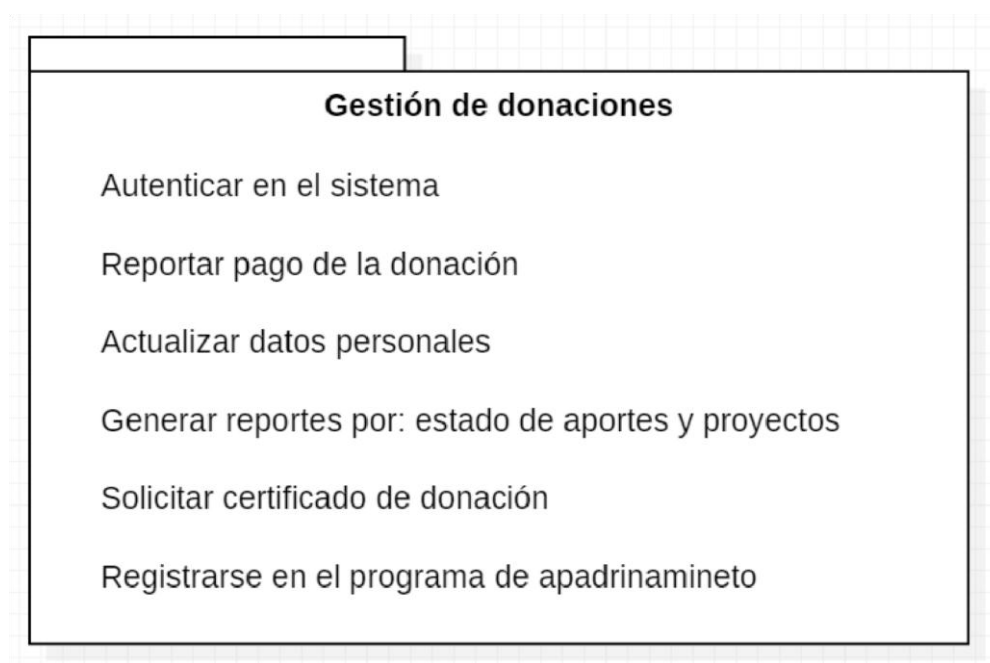 Gestión de donaciones
Autenticar en el sistema
Reportar pago de la donación
Actualizar datos personales
Generar reportes por: estado de aportes y proyectos
Solicitar certificado de donación
Registrarse en el programa de apadrinamineto